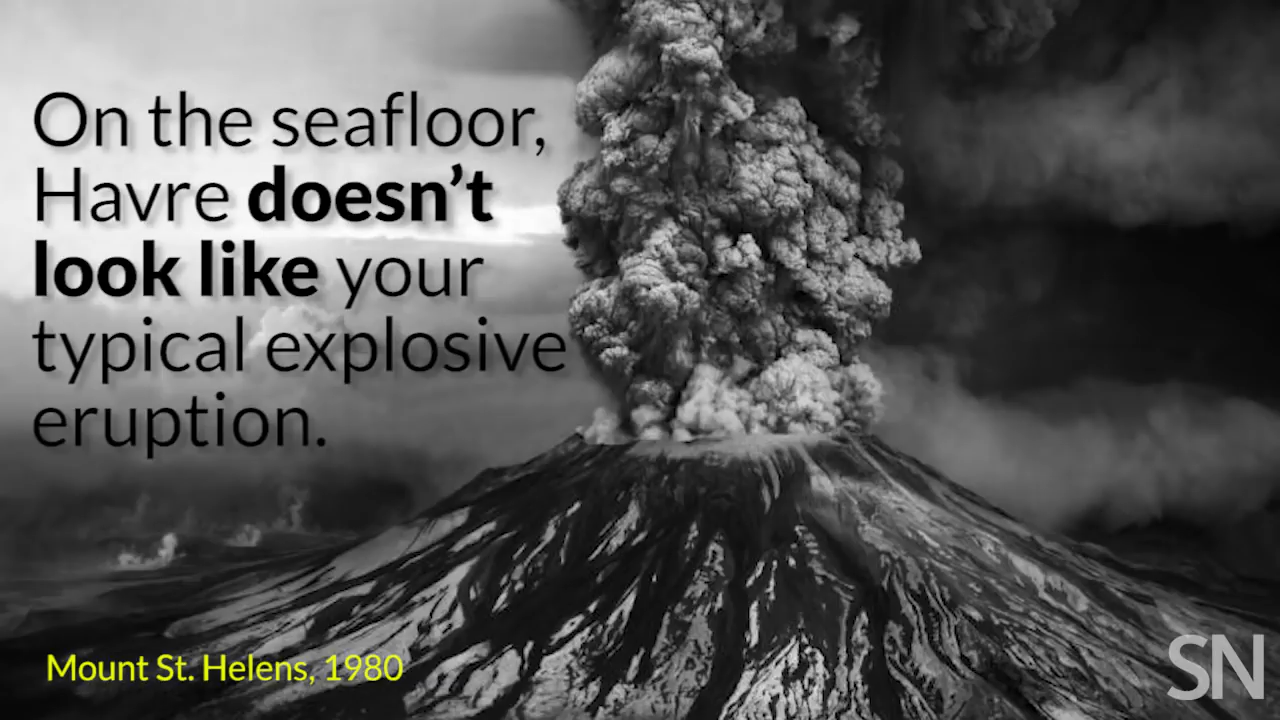 On the seafloor,
Havre doesn’t
look like your
typical explosive
eruption.
Mount St. Helens, 1980
SN